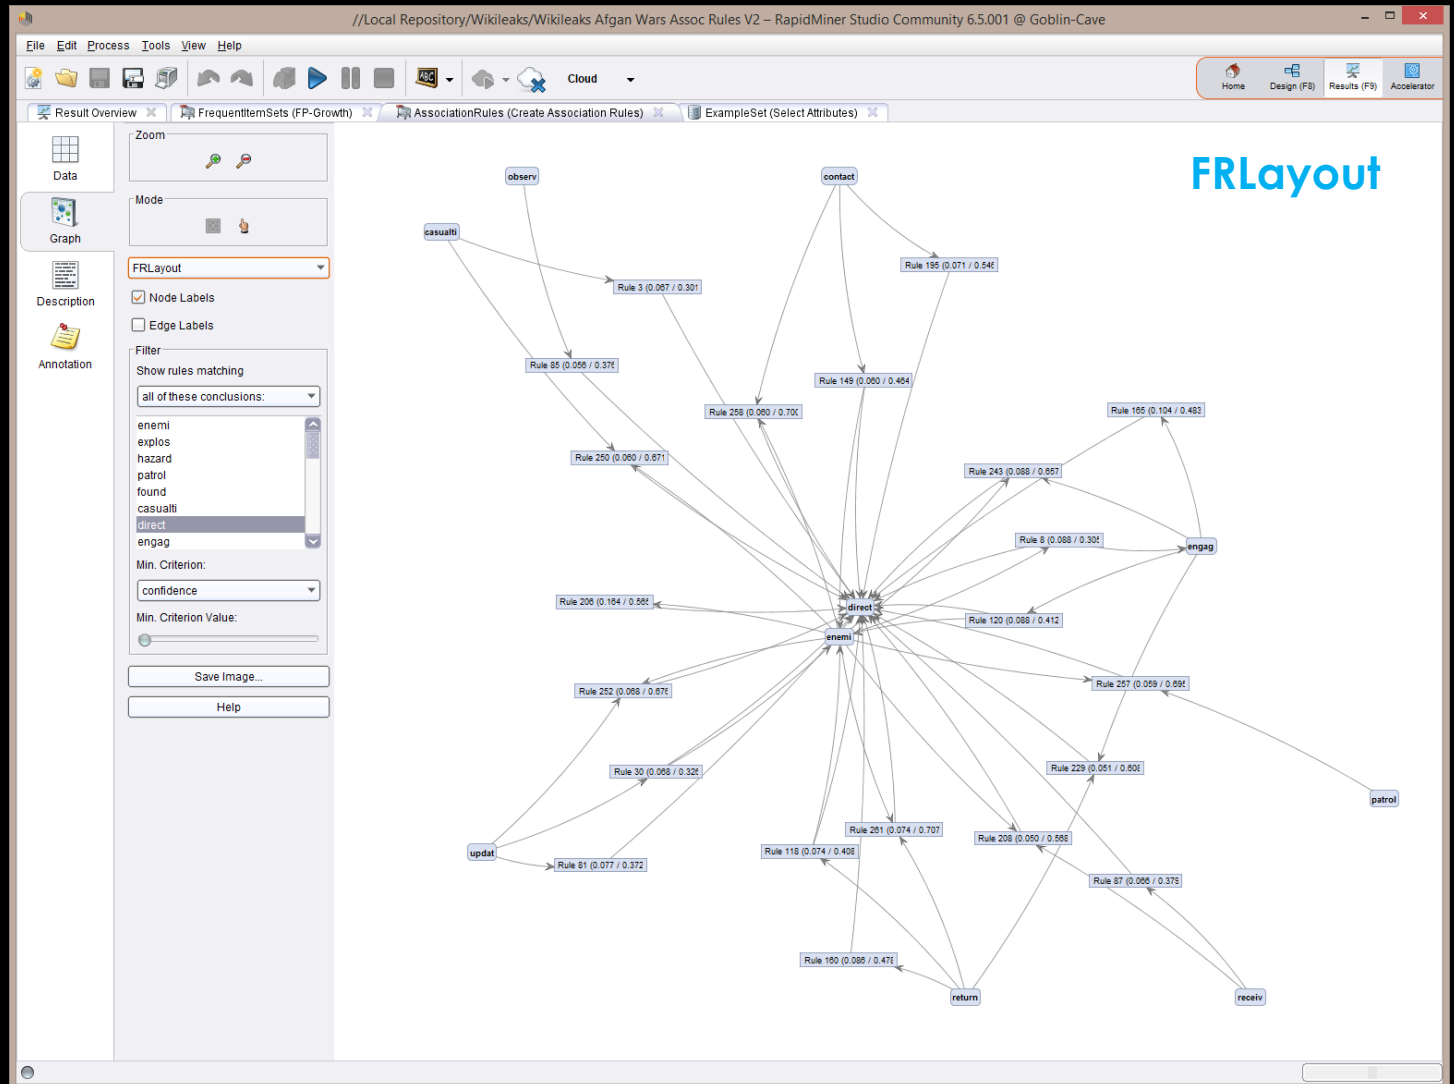 //Local Repository/Wikileaks/Wikileaks Afgan Wars Assoc Rules V2 – RapidMiner Studio Community 6.5.001 @ Goblin-Cave
File Edit Process Tools View Help
Cloud
Home Design (F8) Results (F9) Accelerator
Result Overview FrequentItemSets (FP-Growth) AssociationRules (Create Association Rules) ExampleSet (Select Attributes)
Data
Graph
Description
Annotation
Zoom
Mode
FRLayout
Node Labels
Edge Labels
Filter
Show rules matching
all of these conclusions:
enemi
explos
hazard
patrol
found
casualti
direct
engag
Min. Criterion:
confidence
Min. Criterion Value:
Save Image...
Help
FRLayout
observ
contact
casualti
Rule 195 (0.071 / 0.546
Rule 3 (0.067 / 0.301
Rule 85 (0.056 / 0.376
Rule 149 (0.060 / 0.464
Rule 258 (0.060 / 0.700
Rule 165 (0.104 / 0.483
Rule 250 (0.060 / 0.671
Rule 243 (0.088 / 0.657
Rule 8 (0.088 / 0.305
engag
Rule 206 (0.164 / 0.565
direct
Rule 120 (0.088 / 0.412
enemi
Rule 252 (0.068 / 0.676
Rule 257 (0.059 / 0.695
Rule 30 (0.068 / 0.326
Rule 229 (0.051 / 0.608
patrol
Rule 261 (0.074 / 0.707
Rule 208 (0.050 / 0.568
updat
Rule 118 (0.074 / 0.408
Rule 81 (0.077 / 0.372
Rule 87 (0.066 / 0.375
Rule 160 (0.086 / 0.478
return
receiv